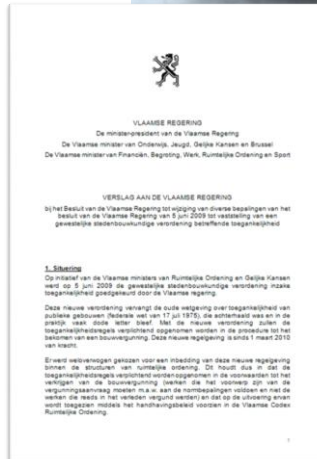 VLAAMSE REGERING
De minister-president van de Vlaamse Regering
De Vlaamse minister van Onderwijs, Jeugd, Gelijke Kansen en Brussel
De Vlaamse minister van Financiën, Begroting, Werk, Ruimtelijke Ordening en Sport
VERSLAG AAN DE VLAAMSE REGERING
bij het Besluit van de Vlaamse Regering tot wijziging van diverse bepalingen van het
besluit van de Vlaamse Regering van 5 juni 2009 tot vaststelling van een
gewestelijke stedenbouwkundige verordening betreffende toegankelijkheid
1. Situering
Op initiatief van de Vlaamse ministers van Ruimtelijke Ordening en Gelijke Kansen
werd op 5 juni 2009 de gewestelijke stedenbouwkundige verordening inzake
toegankelijkheid goedgekeurd door de Vlaamse regering.
Deze nieuwe verordening vervangt de oude wetgeving over toegankelijkheid van
publieke gebouwen (federale wet van 17 juli 1975), die achterhaald was en in de
praktijk vaak dode letter bleef. Met de nieuwe verordening zullen de
toegankelijkheidsregels verplichtend opgenomen worden in de procedure tot het
bekomen van een bouwvergunning. Deze nieuwe regelgeving is sinds 1 maart 2010
van kracht.
Er werd weloverwogen gekozen voor een inbedding van deze nieuwe regelgeving
binnen de structuren van ruimtelijke ordening. Dit houdt dus in dat de
toegankelijkheidsregels verplichtend worden opgenomen in de voorwaarden tot het
verkrijgen van de bouwvergunning (werken die het voorwerp zijn van de
vergunningsaanvraag moeten m.a.w. aan de normbepalingen voldoen en niet de
werken die reeds in het verleden vergund werden) en dat op de uitvoering ervan
wordt toegezien middels het handhavingsbeleid voorzien in de Vlaamse Codex
Ruimtelijke Ordening.